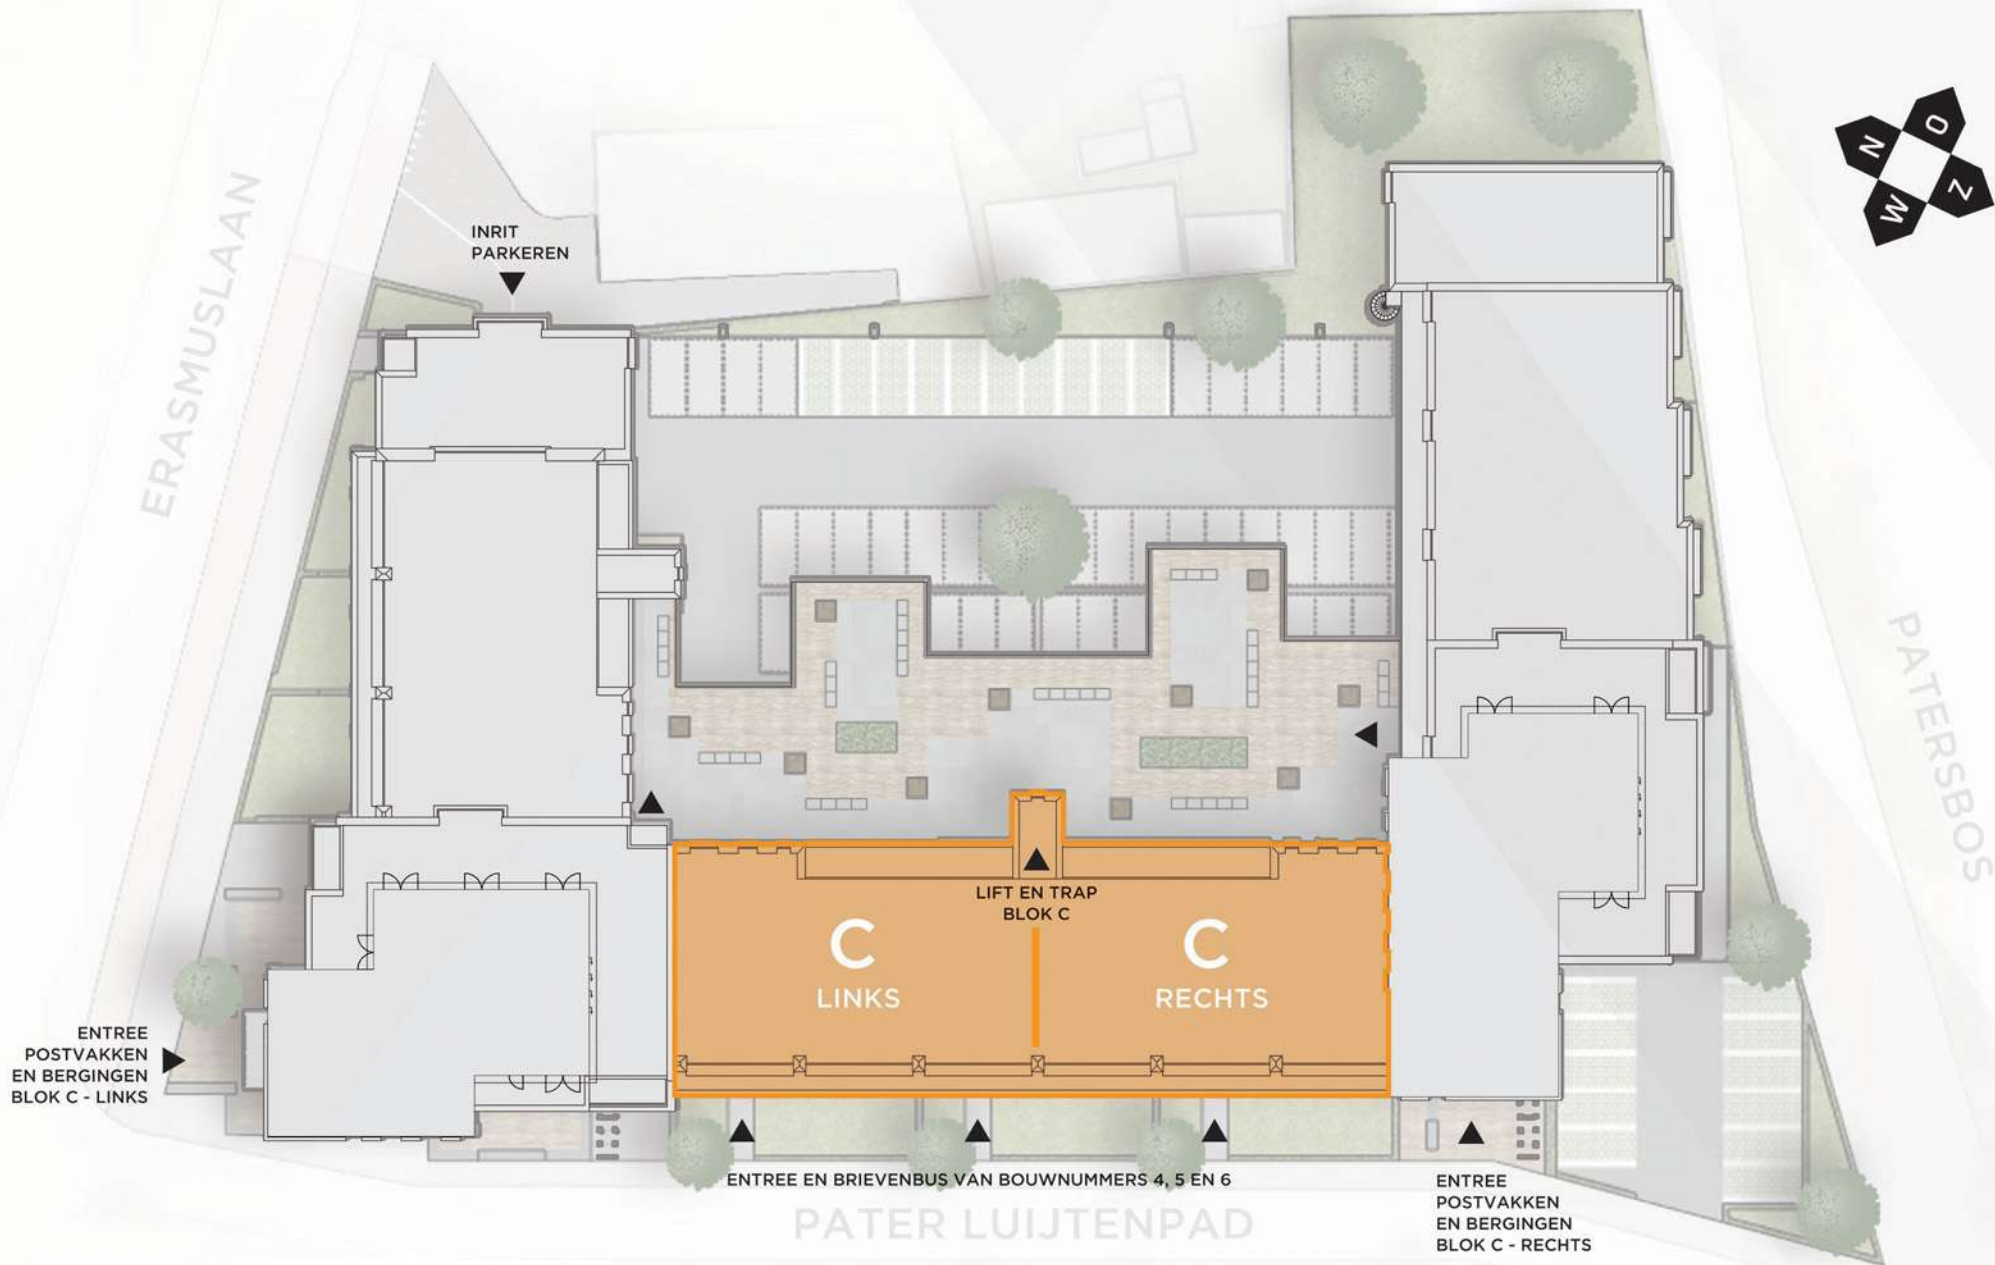 N
O
W
Z
ERASMUSLAAN
INRIT
PARKEREN
PATERSBOS
LIFT EN TRAP
BLOK C
C
LINKS
C
RECHTS
ENTREE
POSTVAKKEN
EN BERGINGEN
BLOK C - LINKS
ENTREE EN BRIEVENBUS VAN BOUWNUMMERS 4, 5 EN 6
ENTREE
POSTVAKKEN
EN BERGINGEN
BLOK C - RECHTS
PATER LUIJTENPAD